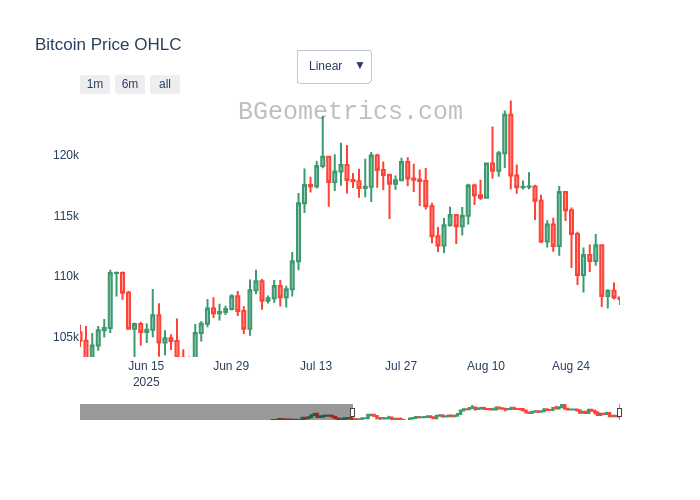 Bitcoin Price OHLC
Linear ▼
1m 6m all
BGeometrics.com
120k
115k
110k
105k
Jun 15 Jun 29 Jul 13 Jul 27 Aug 10 Aug 24
2025